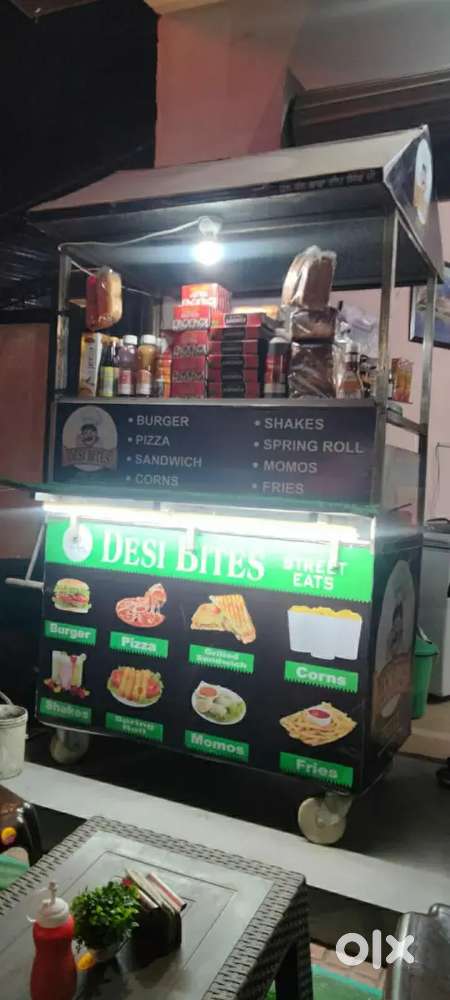 ਧੰਨ ਧੰਨ ਬਾਬਾ ਦੀਪ ਸਿੰਘ ਜੀ
DESI BITES
• BURGER
• PIZZA
• SANDWICH
• CORNS
• SHAKES
• SPRING ROLL
• MOMOS
• FRIES
DESI BITES
STREET
EATS
Burger
Pizza
Grilled
Sandwich
Corns
Shakes
Spring
Roll
Momos
Fries
olx